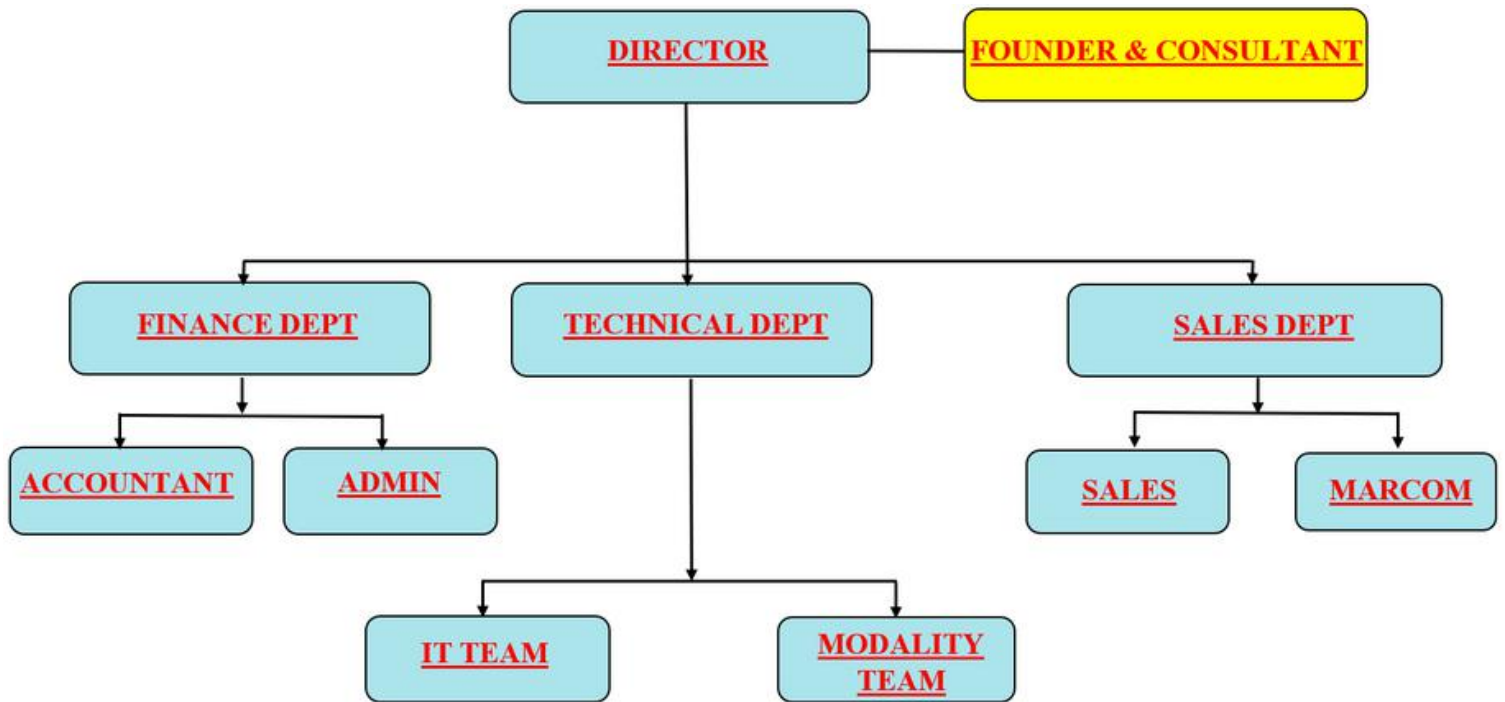 DIRECTOR
FOUNDER & CONSULTANT
FINANCE DEPT
TECHNICAL DEPT
SALES DEPT
ACCOUNTANT
ADMIN
SALES
MARCOM
IT TEAM
MODALITY
TEAM